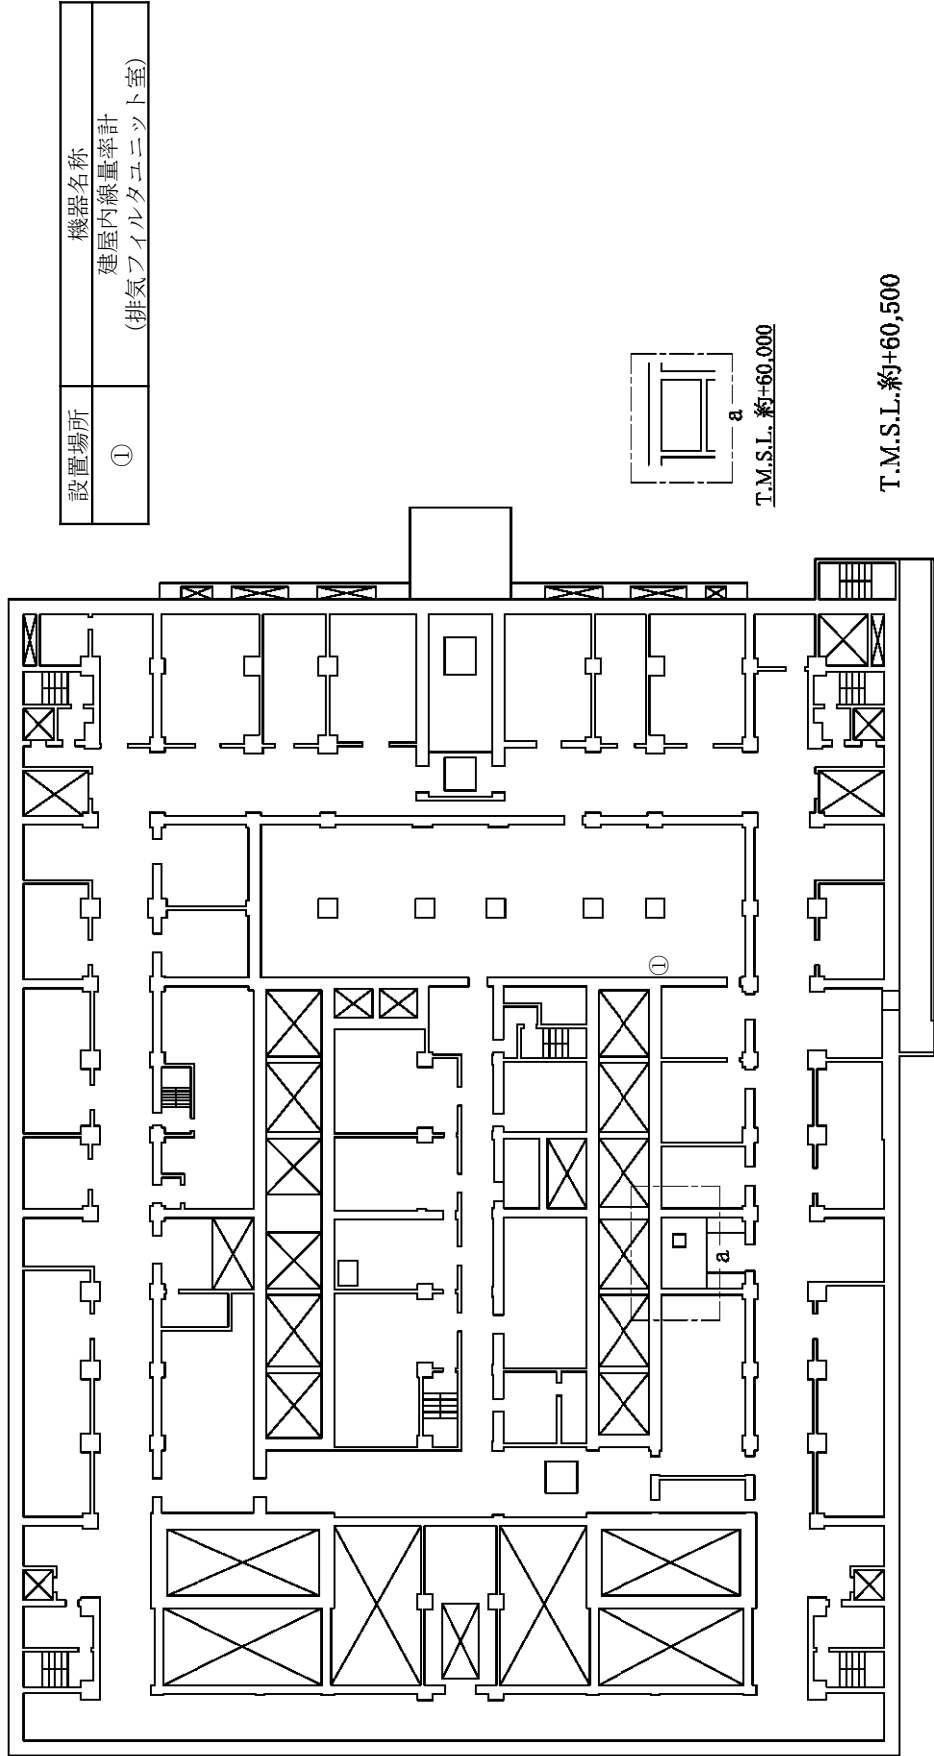 設置場所 機器名称
① 建屋内線量率計
(排気フィルタユニット室)
a
T.M.S.L. 約+60,000
T.M.S.L.約+60,500
①
a